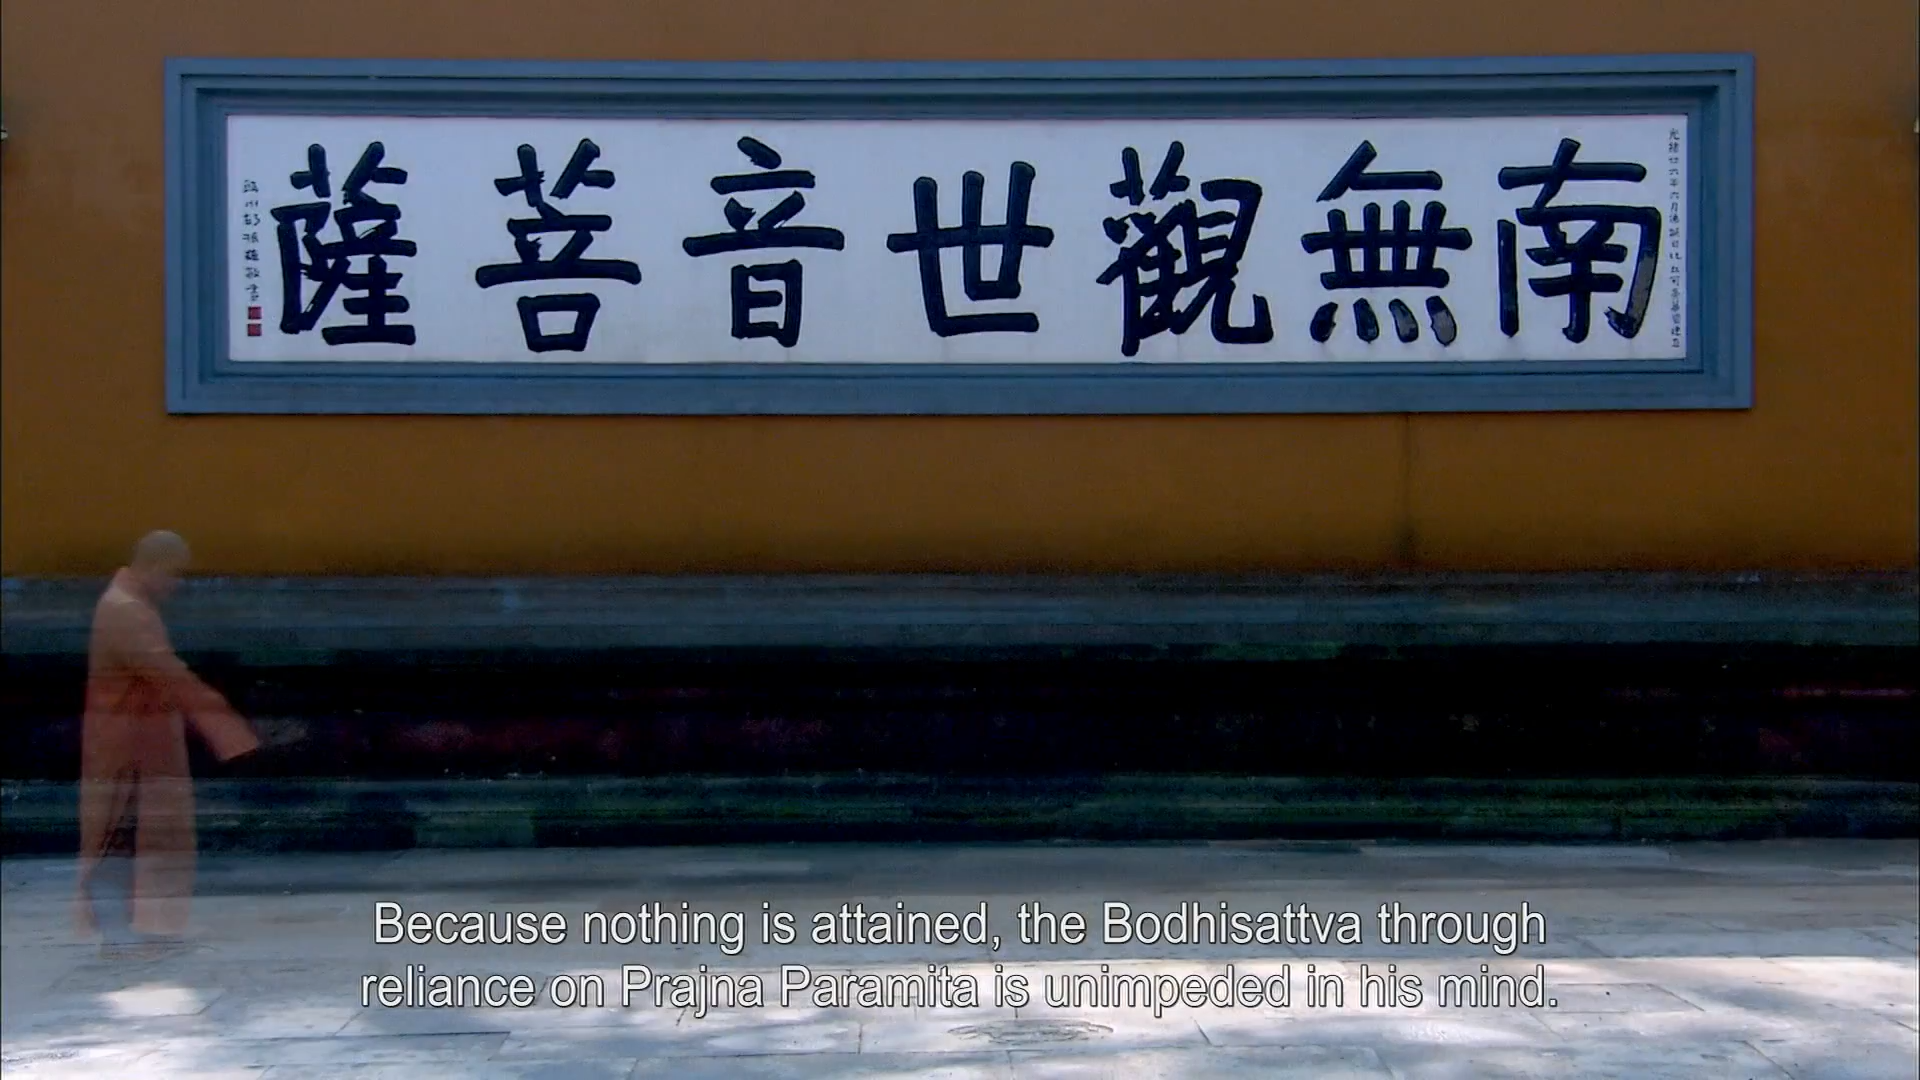 南無觀世音菩薩
Because nothing is attained, the Bodhisattva through
reliance on Prajna Paramita is unimpeded in his mind.